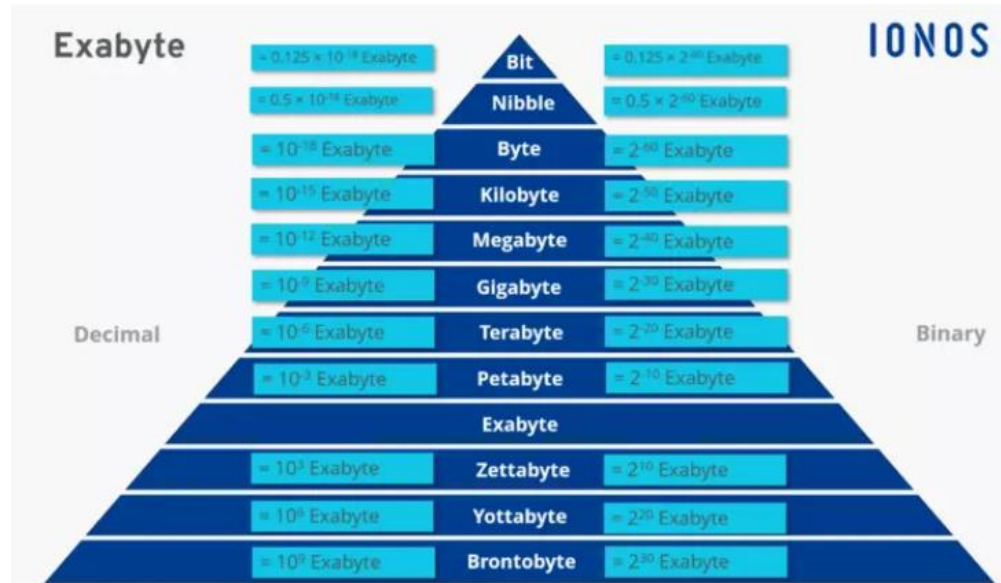 Exabyte
IONOS
= 0.125 × 10⁻¹⁸ Exabyte
Bit
= 0.125 × 2⁻⁶⁰ Exabyte
= 0.5 × 10⁻¹⁸ Exabyte
Nibble
= 0.5 × 2⁻⁶⁰ Exabyte
= 10⁻¹⁸ Exabyte
Byte
= 2⁻⁶⁰ Exabyte
= 10⁻¹⁵ Exabyte
Kilobyte
= 2⁻⁵⁰ Exabyte
= 10⁻¹² Exabyte
Megabyte
= 2⁻⁴⁰ Exabyte
= 10⁻⁹ Exabyte
Gigabyte
= 2⁻³⁰ Exabyte
Decimal
= 10⁻⁶ Exabyte
Terabyte
= 2⁻²⁰ Exabyte
Binary
= 10⁻³ Exabyte
Petabyte
= 2⁻¹⁰ Exabyte
Exabyte
= 10³ Exabyte
Zettabyte
= 2¹⁰ Exabyte
= 10⁶ Exabyte
Yottabyte
= 2²⁰ Exabyte
= 10⁹ Exabyte
Brontobyte
= 2³⁰ Exabyte